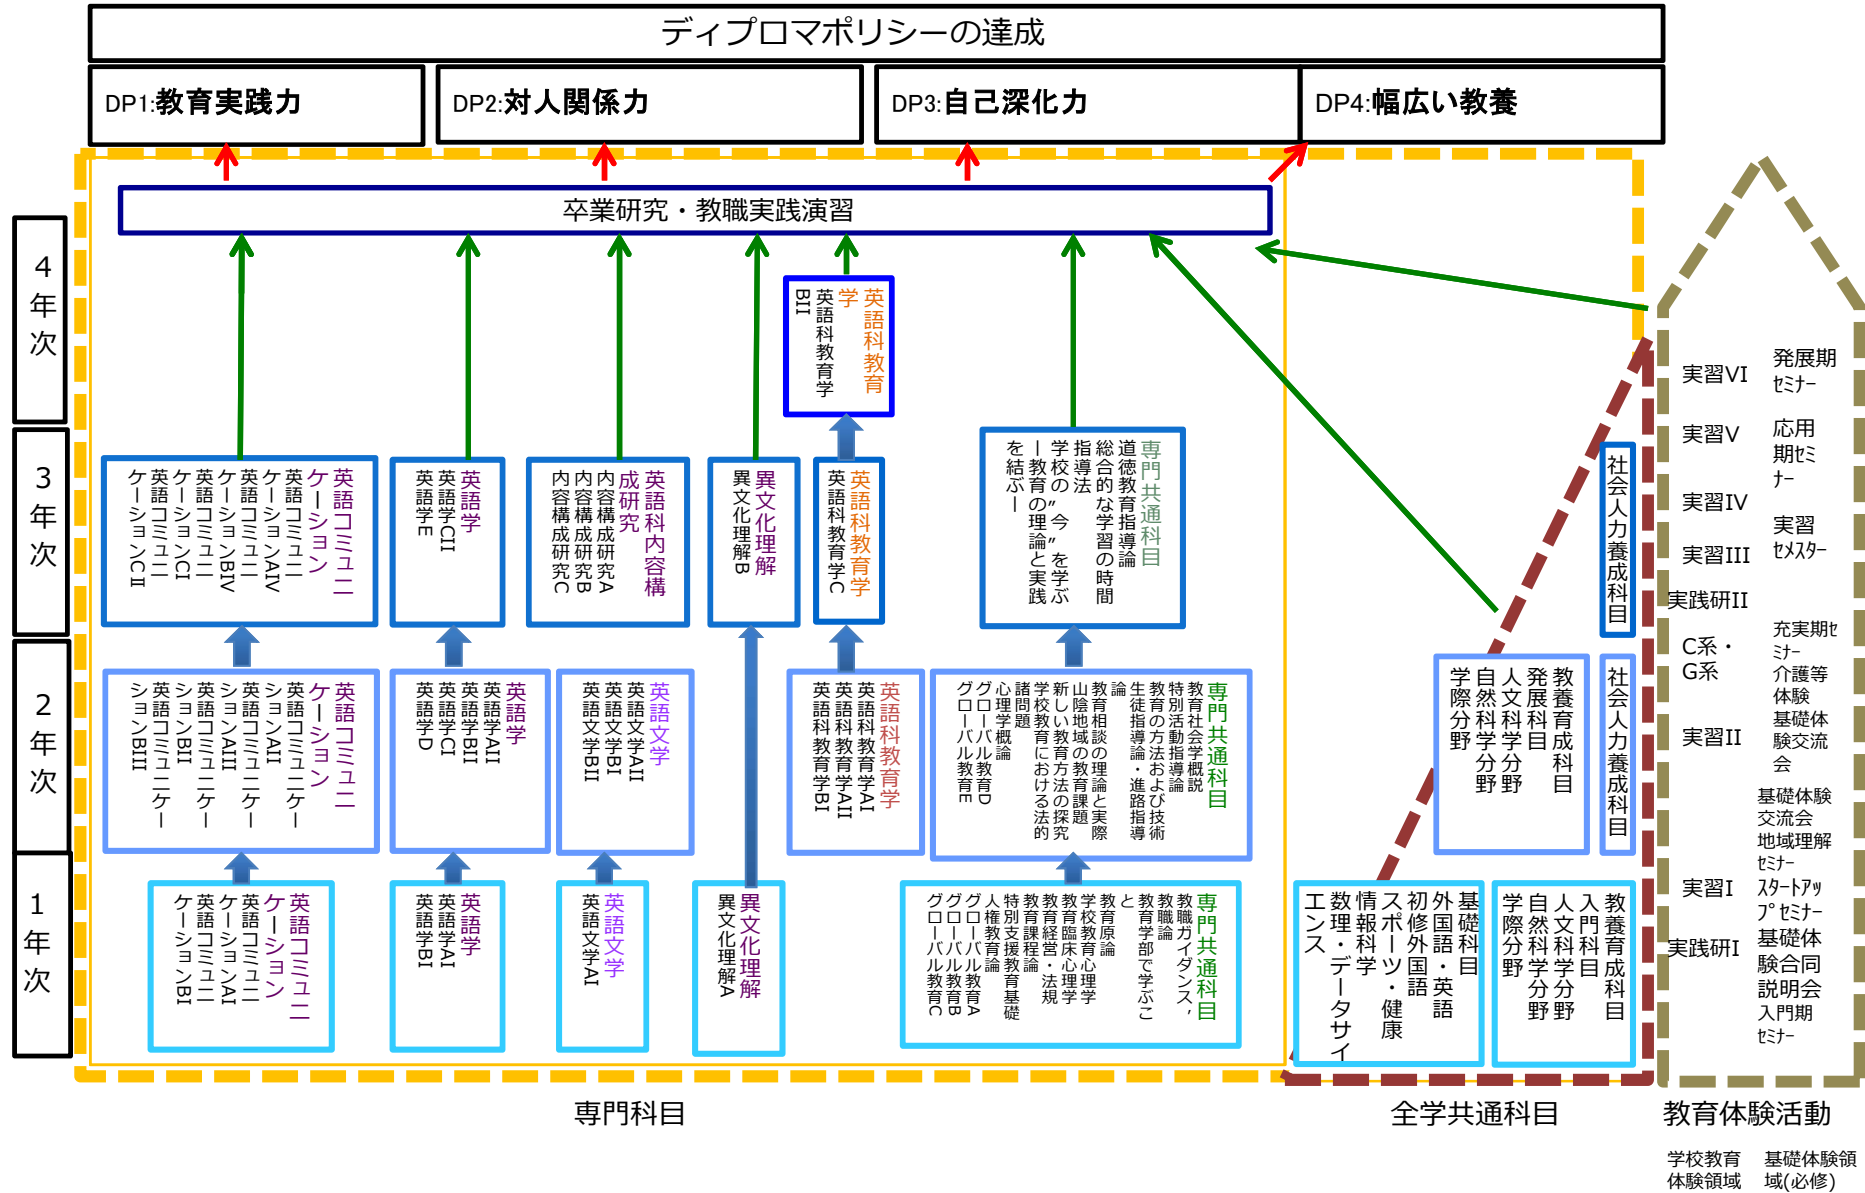 ディプロマポリシーの達成
DP1:教育実践力
DP2:対人関係力
DP3:自己深化力
DP4:幅広い教養
卒業研究・教職実践演習
4年次
英語科教育
学
英語科教育学
BII
3年次
英語コミュニ
ケーション
英語コミュニ
ケーションAIV
英語コミュニ
ケーションBIV
英語コミュニ
ケーションCI
英語コミュニ
ケーションCII
英語学
英語学CII
英語学E
英語科内容構
成研究
内容構成研究A
内容構成研究B
内容構成研究C
異文化理解
異文化理解B
英語科教育学
英語科教育学C
専門共通科目
道徳教育指導論
総合的な学習の時間
指導法
学校の〃今〃を学ぶ
ー教育の理論と実践
を結ぶー
社会人力養成科目
2年次
英語コミュニ
ケーション
英語コミュニケー
ションAII
英語コミュニケー
ションAIII
英語コミュニケー
ションBII
英語コミュニケー
ションBIII
英語学
英語学AII
英語学BII
英語学CI
英語学D
英語文学
英語文学AII
英語文学BI
英語文学BII
英語科教育学
英語科教育学AI
英語科教育学AII
英語科教育学BI
専門共通科目
教育社会学概説
特別活動指導論
教育の方法および技術
生徒指導論・進路指導
論
教育相談の理論と実際
山陰地域の教育課題
新しい教育方法の探究
学校教育における法的
諸問題
心理学概論
グローバル教育D
グローバル教育E
教養育成科目
発展科目
人文科学分野
自然科学分野
学際分野
社会人力養成科目
1年次
英語コミュニ
ケーション
英語コミュニ
ケーションAI
英語コミュニ
ケーションBI
英語学
英語学AI
英語学BI
英語文学
英語文学AI
異文化理解
異文化理解A
専門共通科目
教職ガイダンス,
教職論
教育学部で学ぶこ
と
教育原論
学校教育心理学
教育臨床心理学
教育経営・法規
教育課程論
特別支援教育基礎
人権教育論
グローバル教育A
グローバル教育B
グローバル教育C
基礎科目
外国語・英語
初修外国語
スポーツ・健康
情報科学
数理・データサイ
エンス
教養育成科目
入門科目
人文科学分野
自然科学分野
学際分野
実習VI
実習V
実習IV
実習III
実践研II
C系・
G系
実習II
実習I
実践研I
発展期
セミナー
応用
期セミ
ナー
実習
セメスター
充実期セ
ミナー
介護等
体験
基礎体
験交流
会
基礎体験
交流会
地域理解
セミナー
スタートアッ
プセミナー
基礎体
験合同
説明会
入門期
セミナー
専門科目
全学共通科目
教育体験活動
学校教育
体験領域
基礎体験領
域(必修)